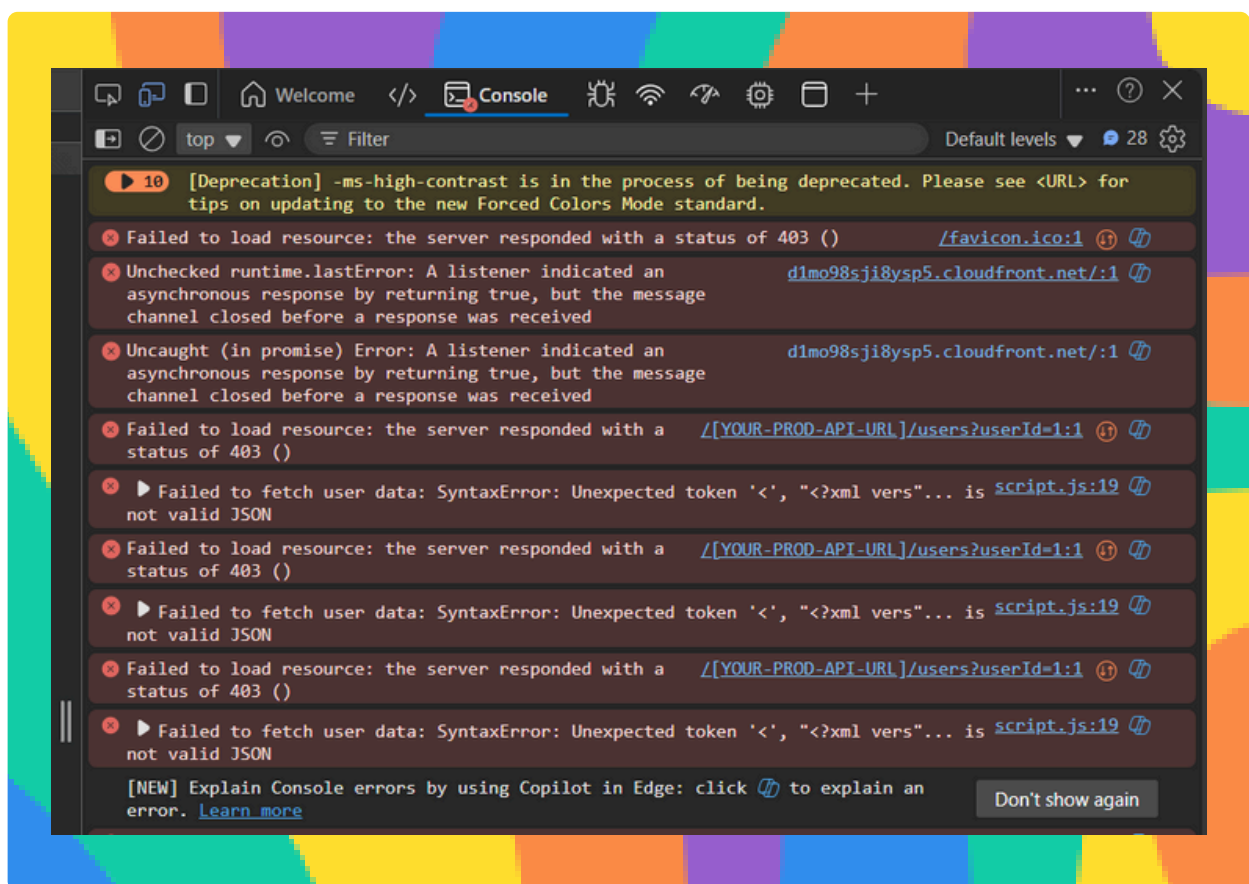 Welcome
Console
top
Filter
Default levels
28
10
[Deprecation] -ms-high-contrast is in the process of being deprecated. Please see <URL> for
tips on updating to the new Forced Colors Mode standard.
Failed to load resource: the server responded with a status of 403 () /favicon.ico:1
Unchecked runtime.lastError: A listener indicated an d1mo98sji8ysp5.cloudfront.net/:1
asynchronous response by returning true, but the message
channel closed before a response was received
Uncaught (in promise) Error: A listener indicated an d1mo98sji8ysp5.cloudfront.net/:1
asynchronous response by returning true, but the message
channel closed before a response was received
Failed to load resource: the server responded with a /[YOUR-PROD-API-URL]/users?userId=1:1
status of 403 ()
Failed to fetch user data: SyntaxError: Unexpected token '<', "<?xml vers"... is script.js:19
not valid JSON
Failed to load resource: the server responded with a /[YOUR-PROD-API-URL]/users?userId=1:1
status of 403 ()
Failed to fetch user data: SyntaxError: Unexpected token '<', "<?xml vers"... is script.js:19
not valid JSON
Failed to load resource: the server responded with a /[YOUR-PROD-API-URL]/users?userId=1:1
status of 403 ()
Failed to fetch user data: SyntaxError: Unexpected token '<', "<?xml vers"... is script.js:19
not valid JSON
[NEW] Explain Console errors by using Copilot in Edge: click to explain an
error. Learn more
Don't show again